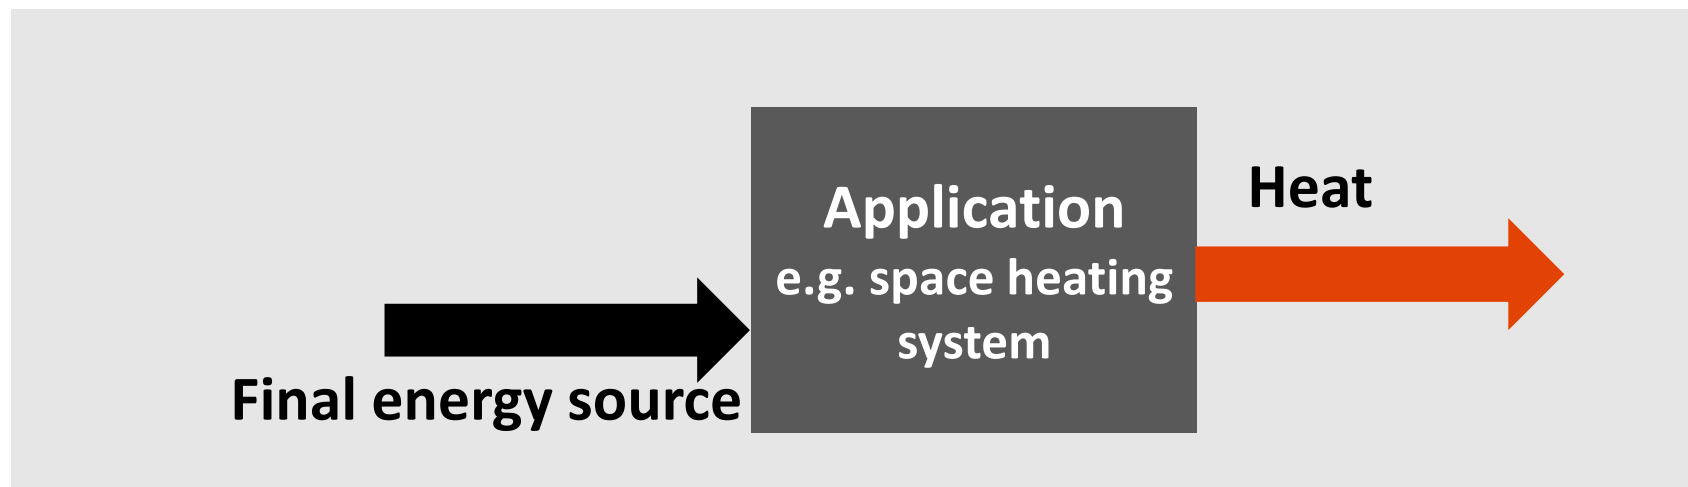 Application
e.g. space heating
system
Heat
Final energy source